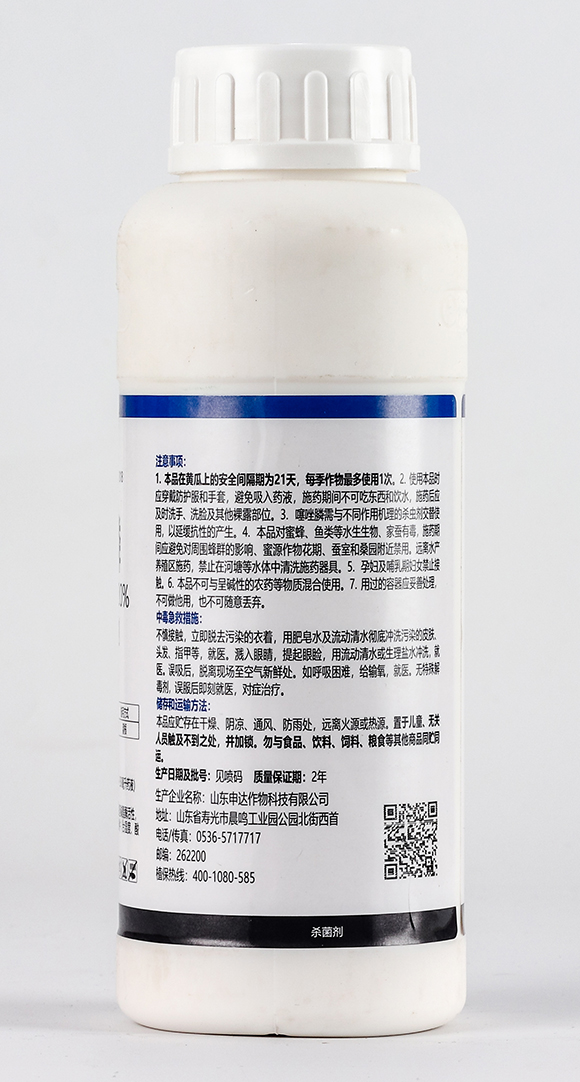 注意事项：
1. 本品在黄瓜上的安全间隔期为21天，每季作物最多使用1次。2. 使用本品时
应穿戴防护服和手套，避免吸入药液，施药期间不可吃东西和饮水，施药后应
及时洗手、洗脸及其他裸露部位。3. 噻唑膦需与不同作用机理的杀虫剂交替使
用，以延缓抗性的产生。4. 本品对蜜蜂、鱼类等水生生物、家蚕有毒，施药期
间应避免对周围蜂群的影响、蜜源作物花期、蚕室和桑园附近禁用。远离水产
养殖区施药，禁止在河塘等水体中清洗施药器具。5. 孕妇及哺乳期妇女禁止接
触。6. 本品不可与呈碱性的农药等物质混合使用。7. 用过的容器应妥善处理，
不可做他用，也不可随意丢弃。
中毒急救措施：
不慎接触，立即脱去污染的衣着，用肥皂水及流动清水彻底冲洗污染的皮肤、
头发、指甲等，就医。溅入眼睛，提起眼睑，用流动清水或生理盐水冲洗，就
医。误吸后，脱离现场至空气新鲜处。如呼吸困难，给输氧，就医。无特殊解
毒剂，误服后即刻就医，对症治疗。
储存和运输方法：
本品应贮存在干燥、阴凉、通风、防雨处，远离火源或热源。置于儿童、无关
人员触及不到之处，并加锁。勿与食品、饮料、饲料、粮食等其他商品同贮同
运。
生产日期及批号：见喷码 质量保证期：2年
生产企业名称：山东申达作物科技有限公司
地址：山东省寿光市晨鸣工业园公园北街西首
电话/传真：0536-5717717
邮编：262200
植保热线：400-1080-585
杀菌剂